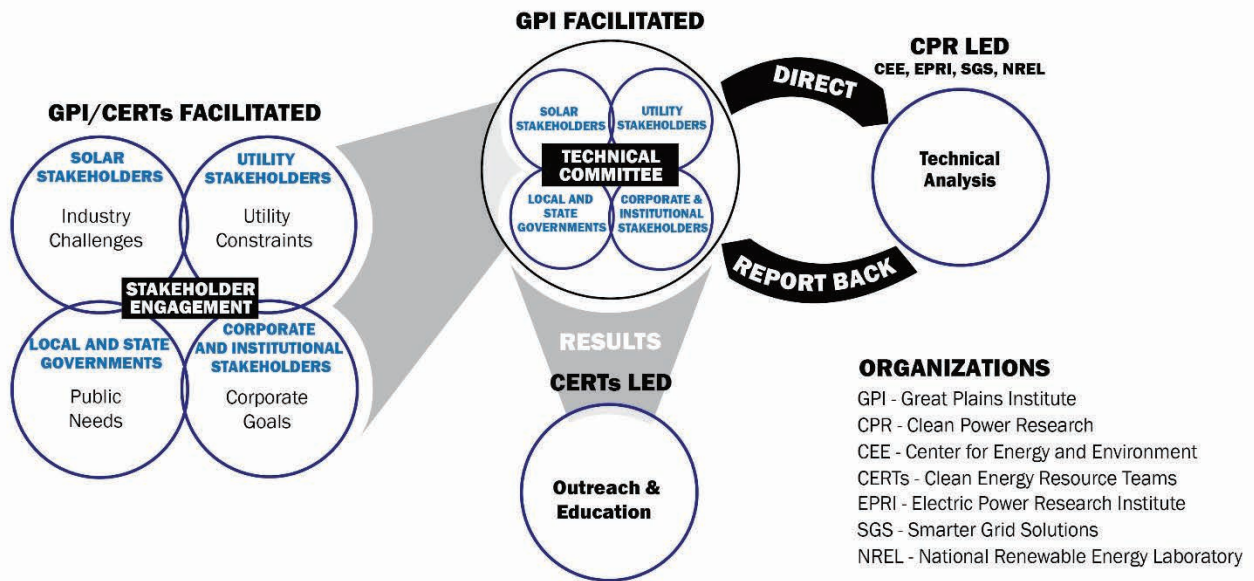 GPI/CERTs FACILITATED
SOLAR
STAKEHOLDERS
Industry
Challenges
UTILITY
STAKEHOLDERS
Utility
Constraints
STAKEHOLDER
ENGAGEMENT
LOCAL AND STATE
GOVERNMENTS
Public
Needs
CORPORATE
AND INSTITUTIONAL
STAKEHOLDERS
Corporate
Goals
GPI FACILITATED
SOLAR
STAKEHOLDERS
UTILITY
STAKEHOLDERS
TECHNICAL
COMMITTEE
LOCAL AND
STATE
GOVERNMENTS
CORPORATE &
INSTITUTIONAL
STAKEHOLDERS
DIRECT
CPR LED
CEE, EPRI, SGS, NREL
Technical
Analysis
REPORT BACK
RESULTS
CERTs LED
Outreach &
Education
ORGANIZATIONS
GPI - Great Plains Institute
CPR - Clean Power Research
CEE - Center for Energy and Environment
CERTs - Clean Energy Resource Teams
EPRI - Electric Power Research Institute
SGS - Smarter Grid Solutions
NREL - National Renewable Energy Laboratory